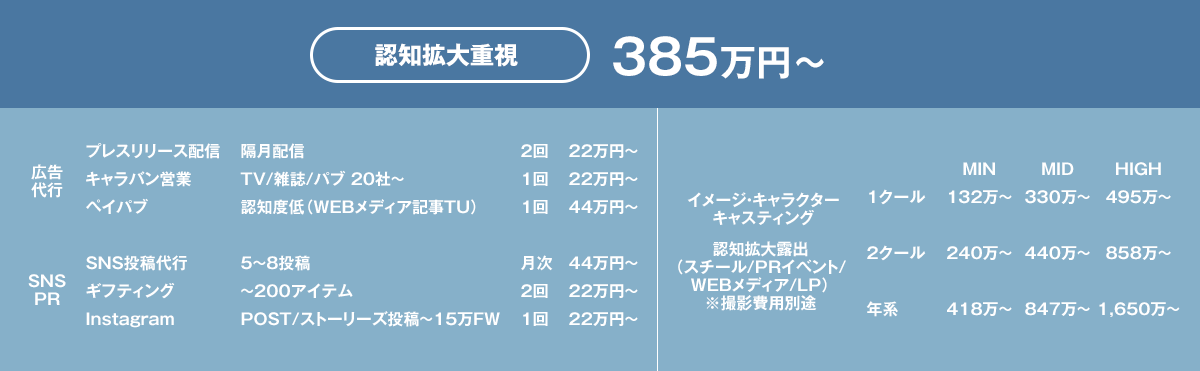 認知拡大重視 385万円〜
広告
代行
プレスリリース配信 隔月配信 2回 22万円〜
キャラバン営業 TV/雑誌/パブ 20社〜 1回 22万円〜
ペイパブ 認知度低（WEBメディア記事TU） 1回 44万円〜
SNS
PR
SNS投稿代行 5〜8投稿 月次 44万円〜
ギフティング 〜200アイテム 2回 22万円〜
Instagram POST/ストーリーズ投稿〜15万FW 1回 22万円〜
イメージ・キャラクター
キャスティング
認知拡大露出
（スチール/PRイベント/
WEBメディア/LP）
※撮影費用別途
MIN MID HIGH
1クール 132万〜 330万〜 495万〜
2クール 240万〜 440万〜 858万〜
年系 418万〜 847万〜 1,650万〜